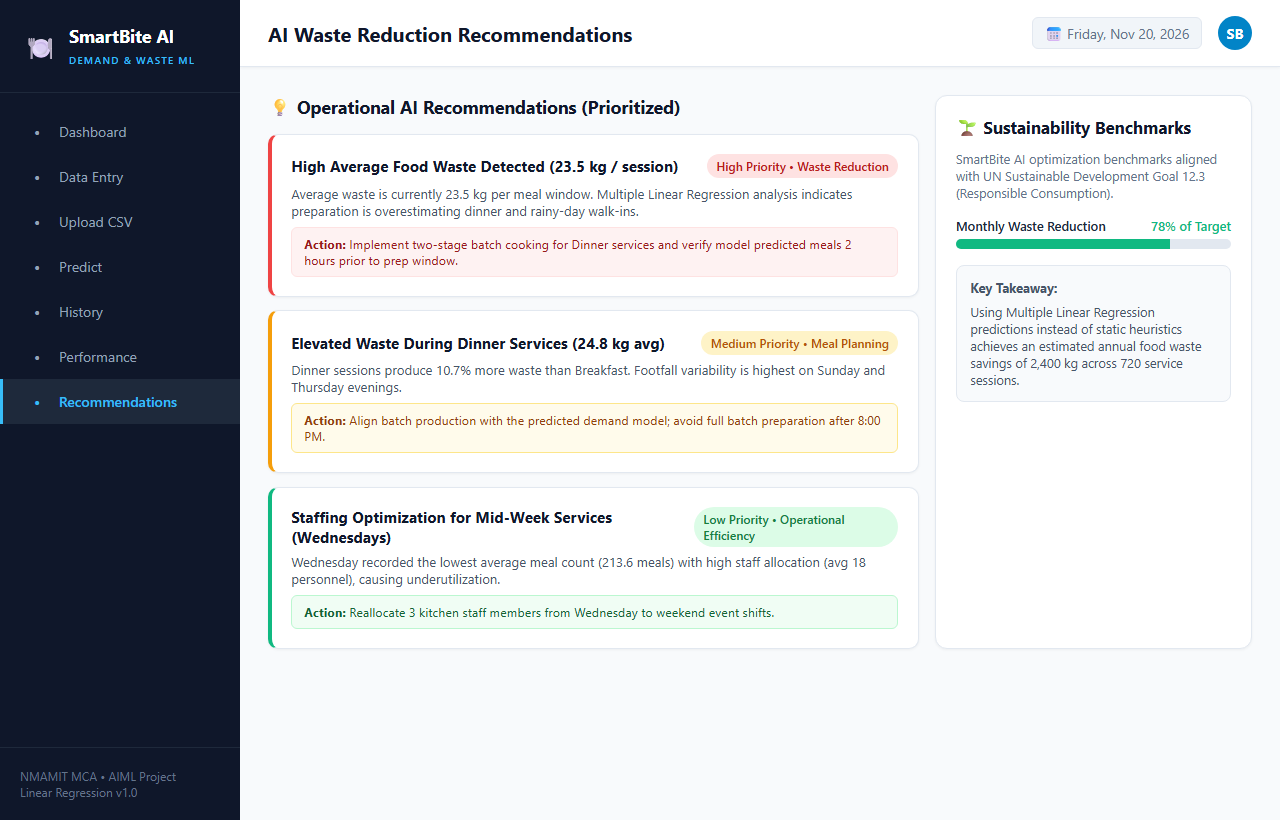 SmartBite AI
DEMAND & WASTE ML
• Dashboard
• Data Entry
• Upload CSV
• Predict
• History
• Performance
• Recommendations
NMAMIT MCA • AIML Project
Linear Regression v1.0
AI Waste Reduction Recommendations
Friday, Nov 20, 2026
SB
Operational AI Recommendations (Prioritized)
High Average Food Waste Detected (23.5 kg / session)
High Priority • Waste Reduction
Average waste is currently 23.5 kg per meal window. Multiple Linear Regression analysis indicates
preparation is overestimating dinner and rainy-day walk-ins.
Action: Implement two-stage batch cooking for Dinner services and verify model predicted meals 2
hours prior to prep window.
Elevated Waste During Dinner Services (24.8 kg avg)
Medium Priority • Meal Planning
Dinner sessions produce 10.7% more waste than Breakfast. Footfall variability is highest on Sunday and
Thursday evenings.
Action: Align batch production with the predicted demand model; avoid full batch preparation after 8:00
PM.
Staffing Optimization for Mid-Week Services
(Wednesdays)
Low Priority • Operational
Efficiency
Wednesday recorded the lowest average meal count (213.6 meals) with high staff allocation (avg 18
personnel), causing underutilization.
Action: Reallocate 3 kitchen staff members from Wednesday to weekend event shifts.
Sustainability Benchmarks
SmartBite AI optimization benchmarks aligned
with UN Sustainable Development Goal 12.3
(Responsible Consumption).
Monthly Waste Reduction
78% of Target
Key Takeaway:
Using Multiple Linear Regression
predictions instead of static heuristics
achieves an estimated annual food waste
savings of 2,400 kg across 720 service
sessions.